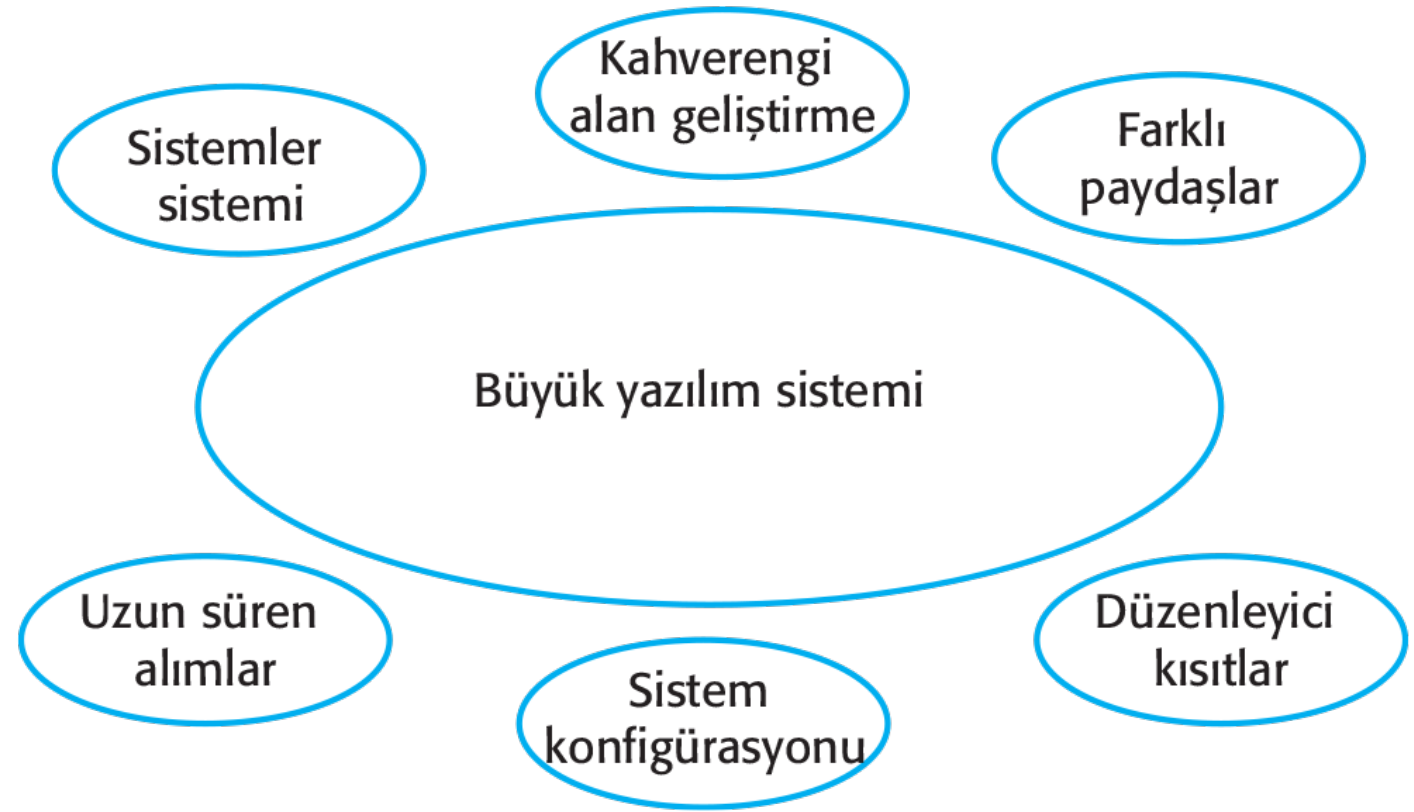 Kahverengi
alan geliştirme
Sistemler
sistemi
Farklı
paydaşlar
Büyük yazılım sistemi
Uzun süren
alımlar
Sistem
konfigürasyonu
Düzenleyici
kısıtlar